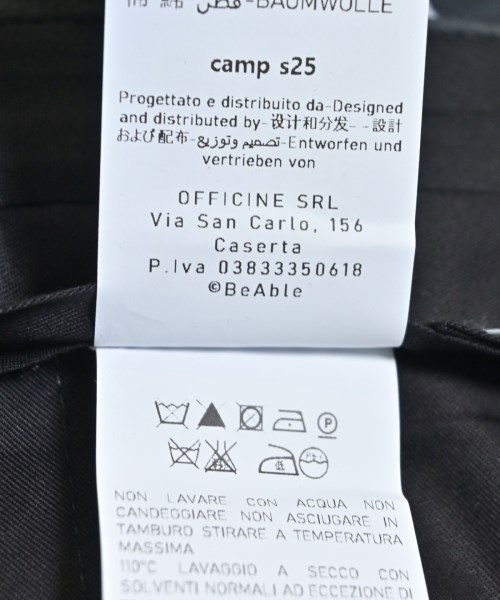 قطن-BAUMWOLLE
camp s25
Progettato e distribuito da-Designed
and distributed by-设计和分发- -設計
および配布-تصميم وتوزيع-Entworfen und
vertrieben von
OFFICINE SRL
Via San Carlo, 156
Caserta
P.Iva 03833350618
©BeAble
P
低
NON LAVARE CON ACQUA NON
CANDEGGIARE NON ASCIUGARE IN
TAMBURO STIRARE A TEMPERATURA
MASSIMA
110°C LAVAGGIO A SECCO CON
SOLVENTI NORMALI AD ECCEZIONE DI